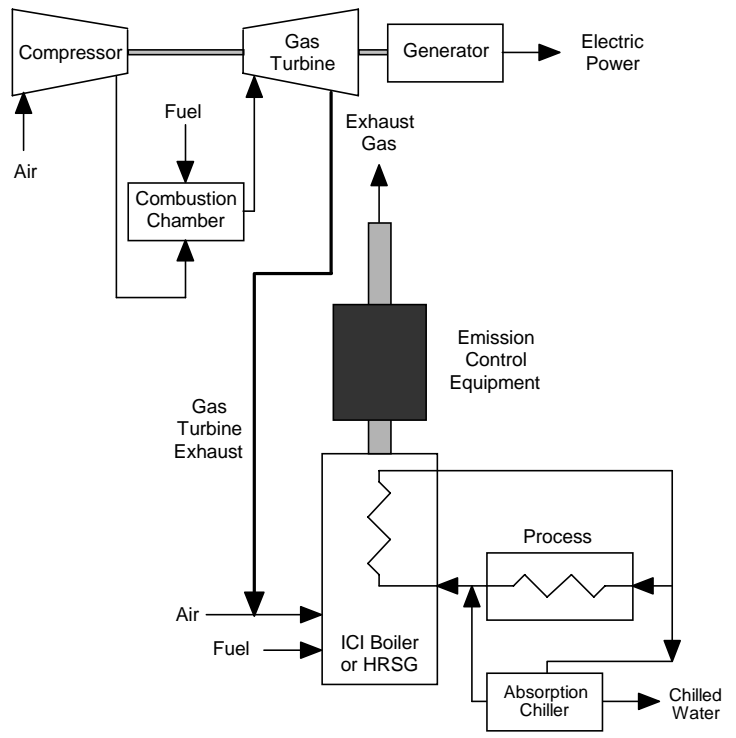 Compressor
Gas
Turbine
Generator
Electric
Power
Air
Fuel
Combustion
Chamber
Exhaust
Gas
Emission
Control
Equipment
Gas
Turbine
Exhaust
Process
Air
Fuel
ICI Boiler
or HRSG
Absorption
Chiller
Chilled
Water